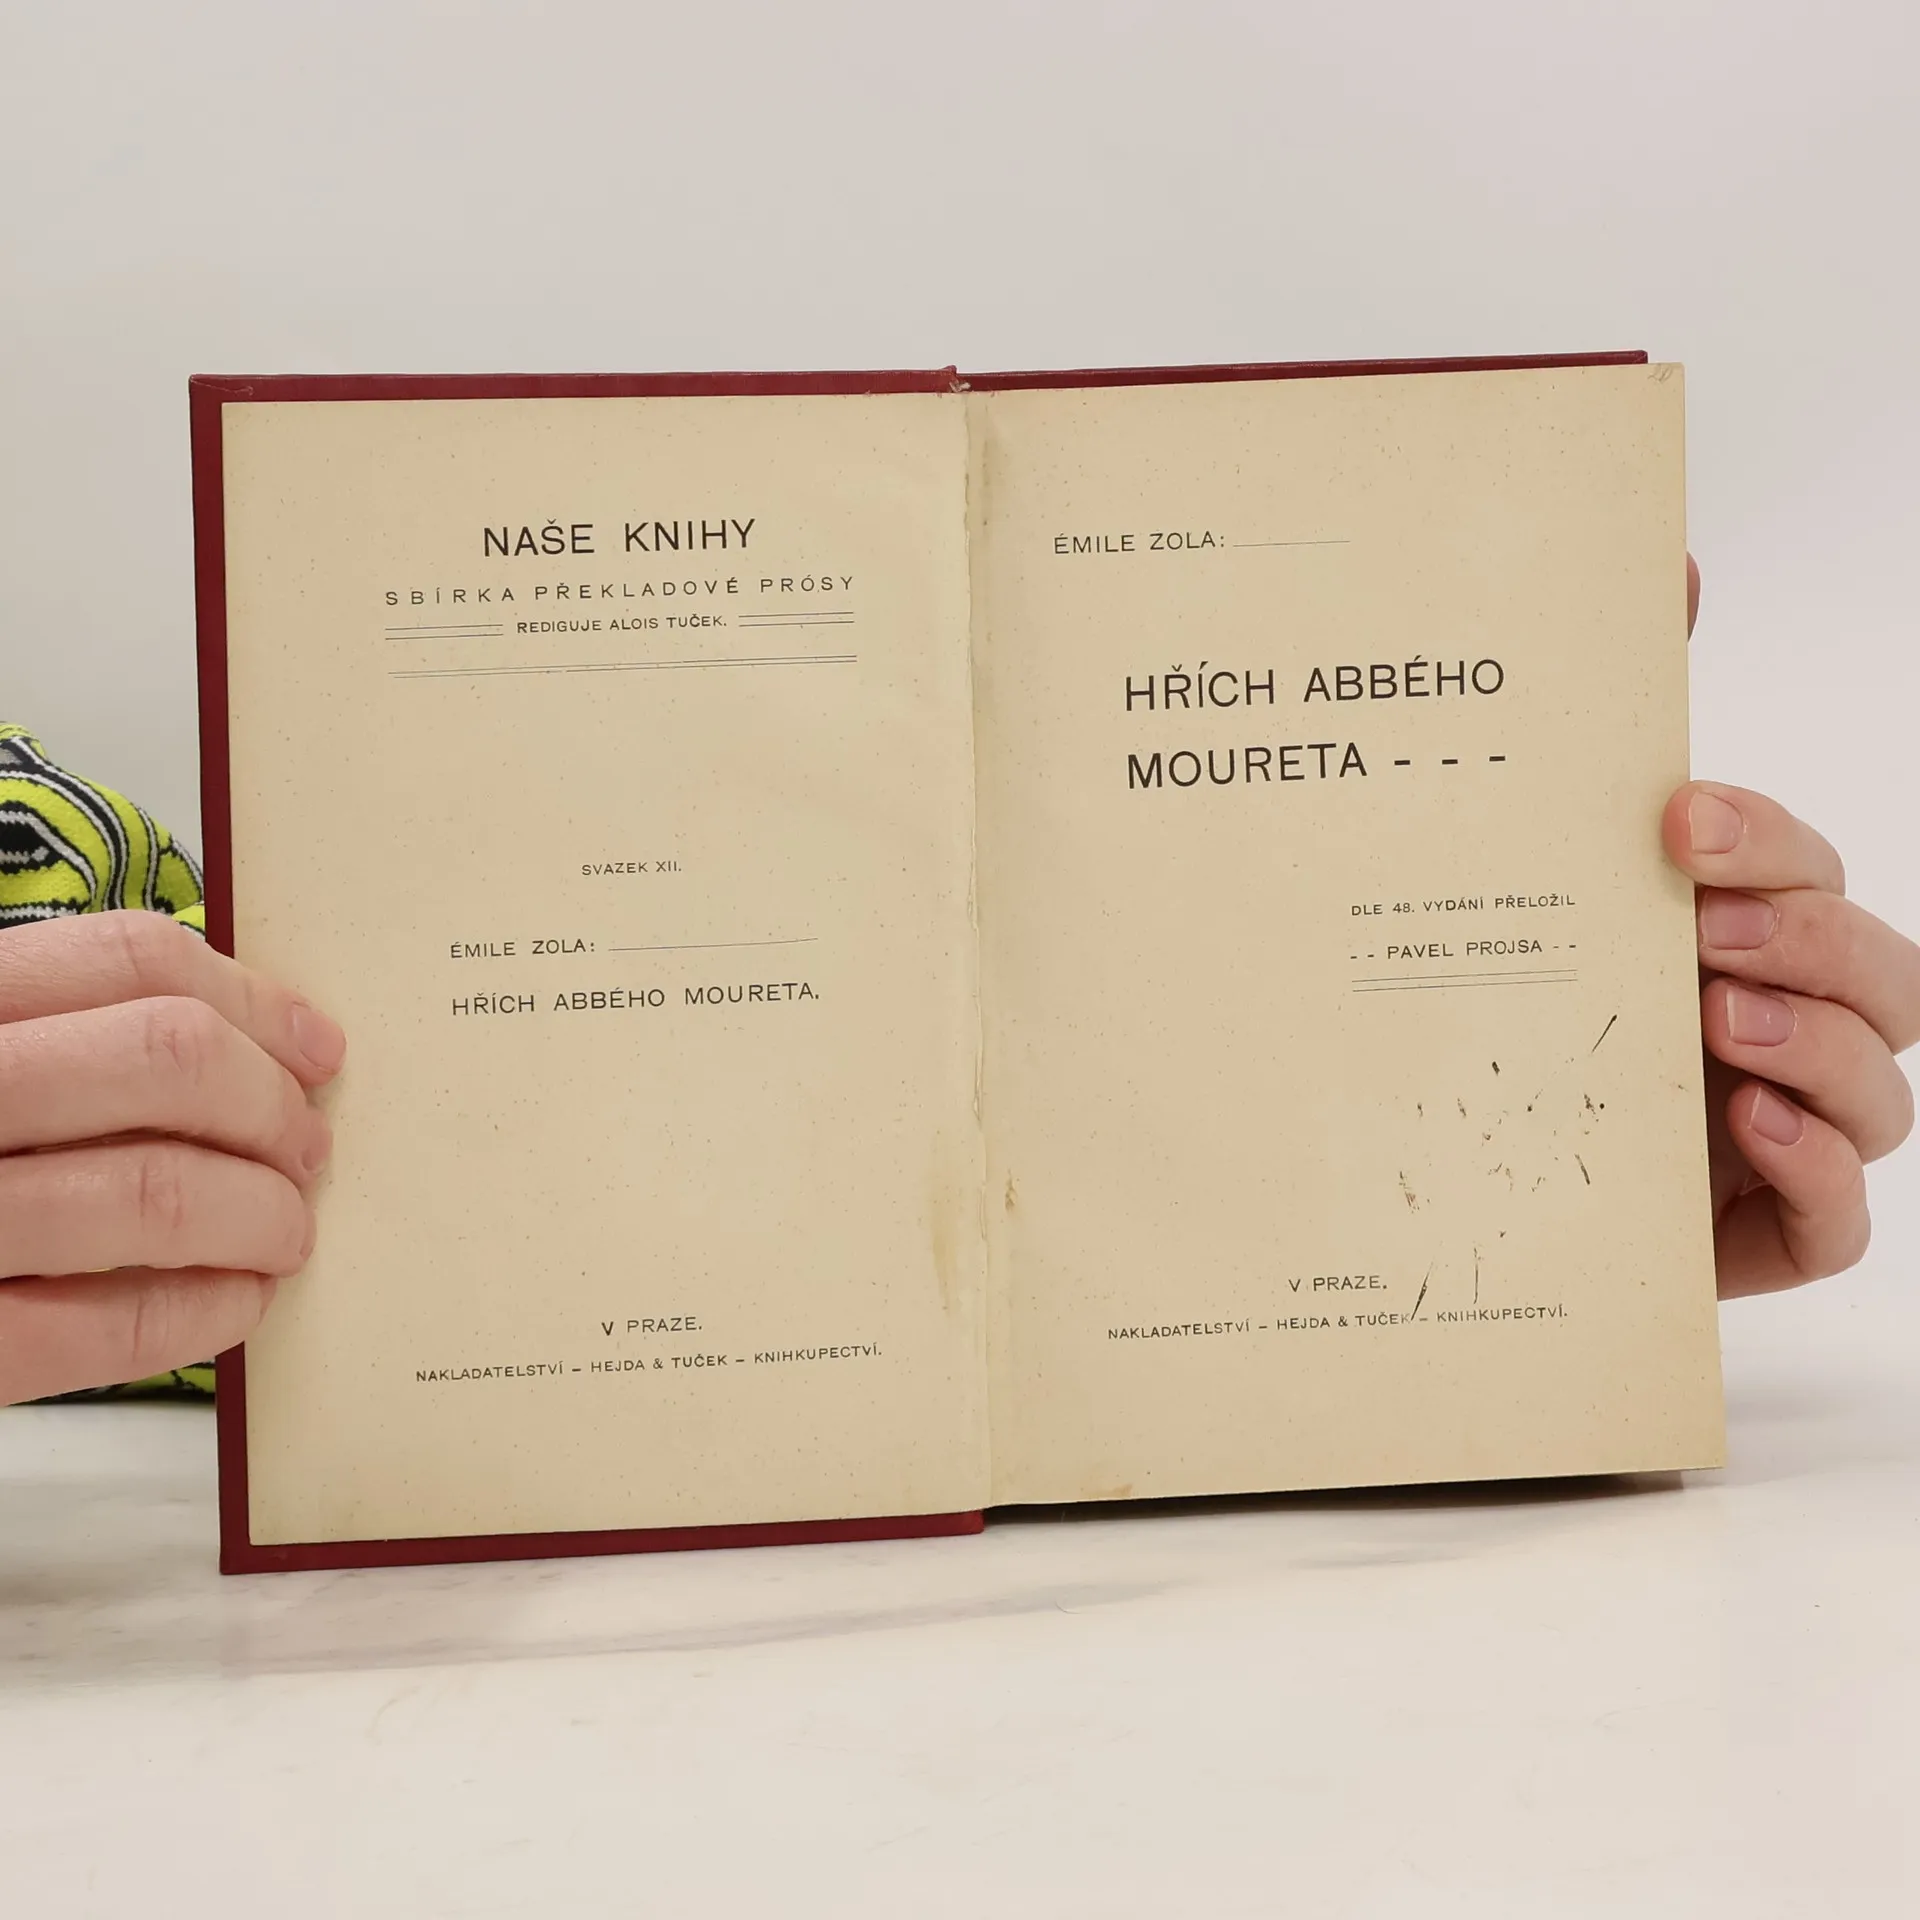 NAŠE KNIHY
SBÍRKA PŘEKLADOVÉ PRÓSY
REDIGUJE ALOIS TUČEK.
SVAZEK XII.
ÉMILE ZOLA:
HŘÍCH ABBÉHO MOURETA.
V PRAZE.
NAKLADATELSTVÍ – HEJDA & TUČEK – KNIHKUPECTVÍ.
ÉMILE ZOLA:
HŘÍCH ABBÉHO
MOURETA - - -
DLE 48. VYDÁNÍ PŘELOŽIL
- - PAVEL PROJSA - -
V PRAZE.
NAKLADATELSTVÍ – HEJDA & TUČEK – KNIHKUPECTVÍ.